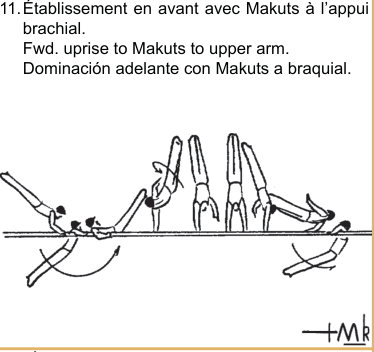 11. Établissement en avant avec Makuts à l'appui
brachial.
Fwd. uprise to Makuts to upper arm.
Dominación adelante con Makuts a braquial.
Mk